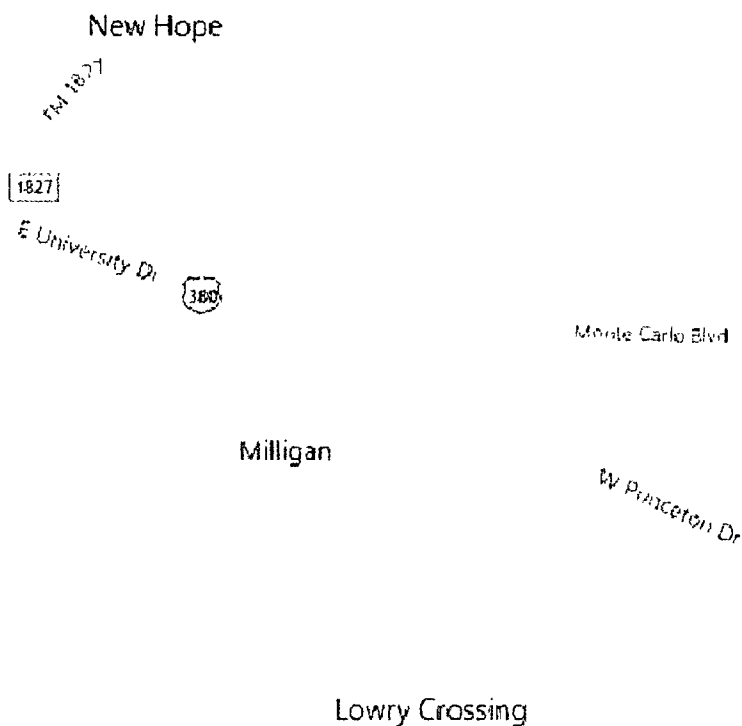 New Hope
FM 1827
1827
E University Dr
380
Monte Carlo Blvd
Milligan
W Princeton Dr
Lowry Crossing